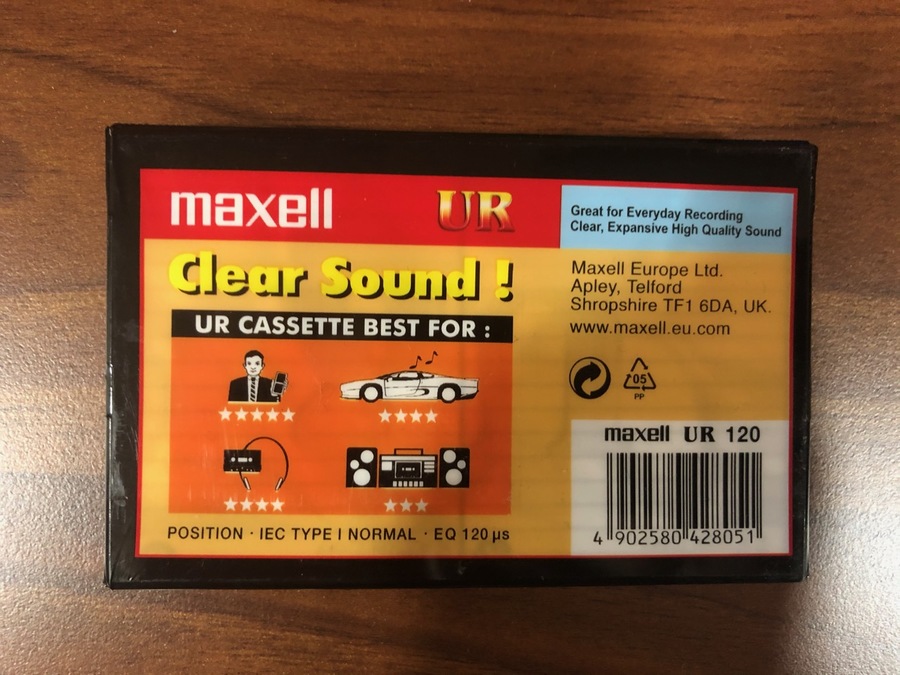 maxell UR
Great for Everyday Recording
Clear, Expansive High Quality Sound
Clear Sound !
UR CASSETTE BEST FOR :
POSITION · IEC TYPE I NORMAL · EQ 120 µs
Maxell Europe Ltd.
Apley, Telford
Shropshire TF1 6DA, UK.
www.maxell.eu.com
05
PP
maxell UR 120
4 902580 428051